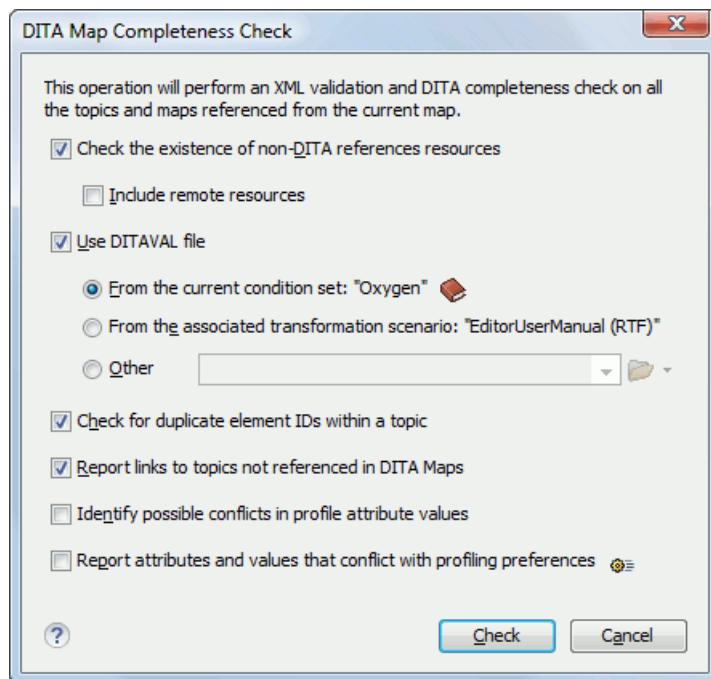 DITA Map Completeness Check
This operation will perform an XML validation and DITA completeness check on all
the topics and maps referenced from the current map.
Check the existence of non-DITA references resources
Include remote resources
Use DITAVAL file
From the current condition set: "Oxygen"
From the associated transformation scenario: "EditorUserManual (RTF)"
Other
Check for duplicate element IDs within a topic
Report links to topics not referenced in DITA Maps
Identify possible conflicts in profile attribute values
Report attributes and values that conflict with profiling preferences
? Check Cancel